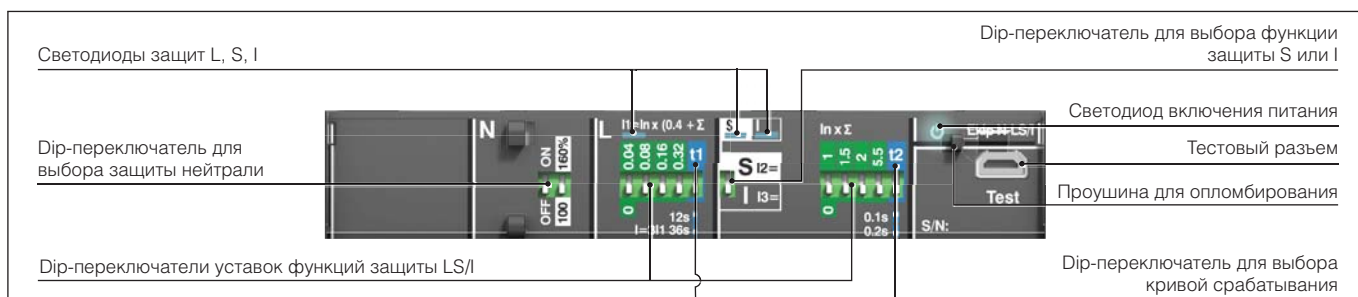 Светодиоды защит L, S, I
Dip-переключатель для выбора функции
защиты S или I
Светодиод включения питания
Тестовый разъем
Проушина для опломбирования
Dip-переключатель для
выбора защиты нейтрали
N
OFF ON
100 160%
L
I1=In x (0.4 + Σ
0.04
0.08
0.16
0.32
t1
0
12s
I=3I1 36s
S I
S I2=
I I3=
In x Σ
1
1.5
2
5.5
t2
0
0.1s
0.2s
LS/I
Test
S/N:
Dip-переключатели уставок функций защиты LS/I
Dip-переключатель для выбора
кривой срабатывания